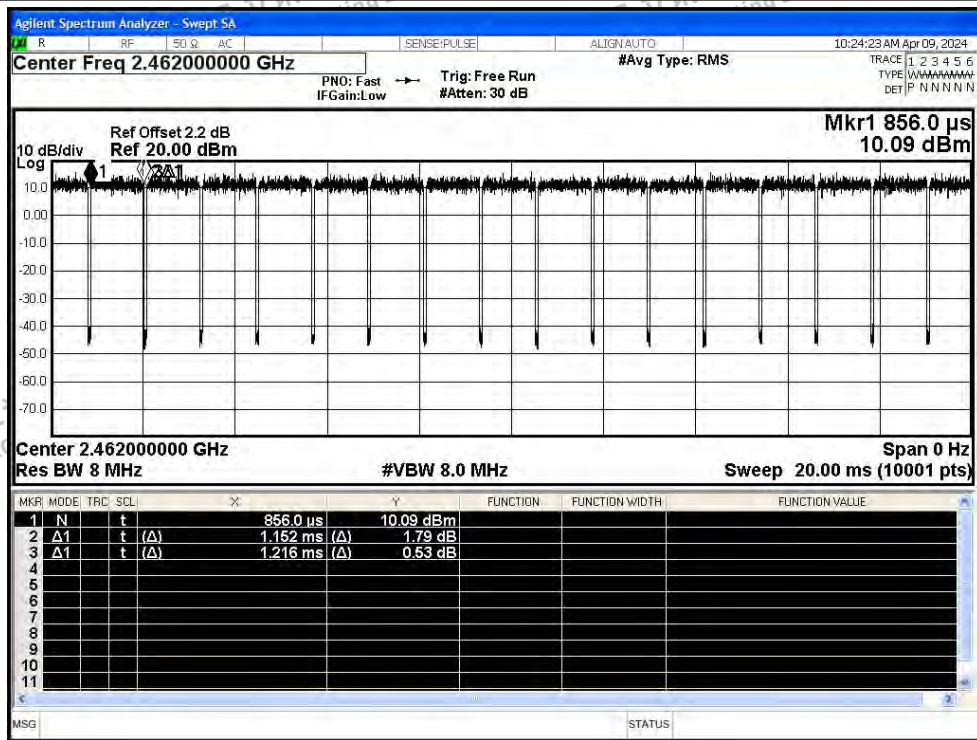 Agilent Spectrum Analyzer - Swept SA
R RF 50 Ω AC SENSE:PULSE ALIGN AUTO 10:24:23 AM Apr 09, 2024
Center Freq 2.462000000 GHz
#Avg Type: RMS
TRACE 1 2 3 4 5 6
PNO: Fast Trig: Free Run
TYPE
IFGain:Low #Atten: 30 dB
DET P N N N N N
Mkr1 856.0 µs
10.09 dBm
Ref Offset 2.2 dB
10 dB/div Ref 20.00 dBm
Log
1 3Δ1
10.0
0.00
-10.0
-20.0
-30.0
-40.0
-50.0
-60.0
-70.0
Center 2.462000000 GHz Span 0 Hz
Res BW 8 MHz #VBW 8.0 MHz Sweep 20.00 ms (10001 pts)
MKR MODE TRC SCL X Y FUNCTION FUNCTION WIDTH FUNCTION VALUE
1 N t 856.0 µs 10.09 dBm
2 Δ1 t (Δ) 1.152 ms (Δ) 1.79 dB
3 Δ1 t (Δ) 1.216 ms (Δ) 0.53 dB
4
5
6
7
8
9
10
11
MSG STATUS